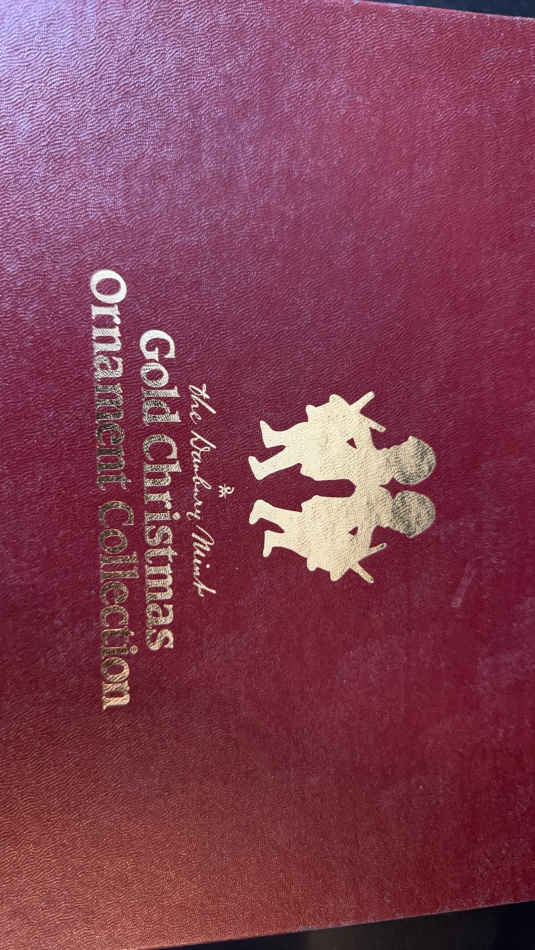 The Danbury Mint
Gold Christmas
Ornament Collection